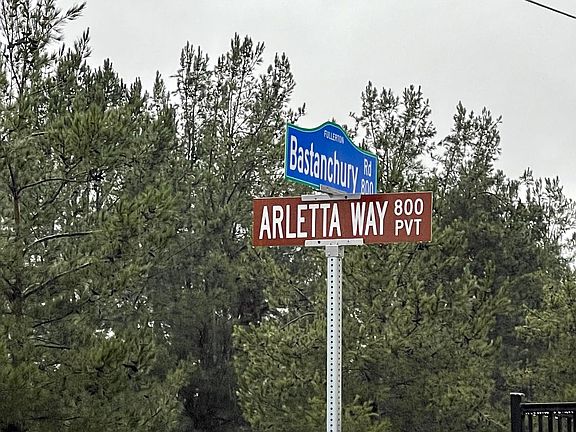 FULLERTON
Bastanchury Rd
800
ARLETTA WAY 800
PVT